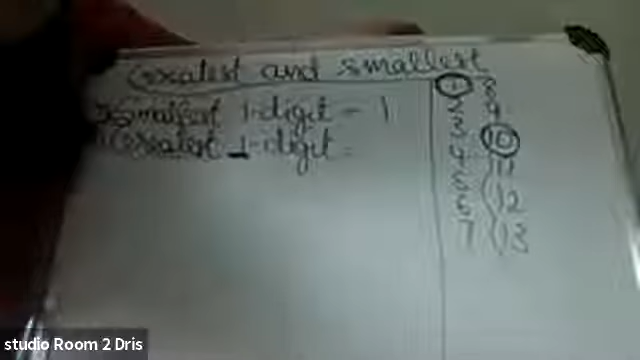 Greatest and smallest
Smallest 1-digit - 1
Greatest 1-digit -
1 8
2 9
3 10
4 11
5 12
6 13
7
studio Room 2 Dris